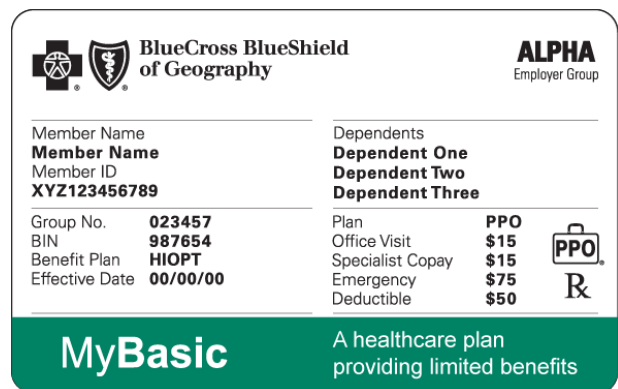 BlueCross BlueShield
of Geography
ALPHA
Employer Group
Member Name
Member Name
Member ID
XYZ123456789
Dependents
Dependent One
Dependent Two
Dependent Three
Group No. 023457
BIN 987654
Benefit Plan HIOPT
Effective Date 00/00/00
Plan PPO
Office Visit $15
Specialist Copay $15
Emergency $75
Deductible $50
PPO
Rx
MyBasic
A healthcare plan
providing limited benefits